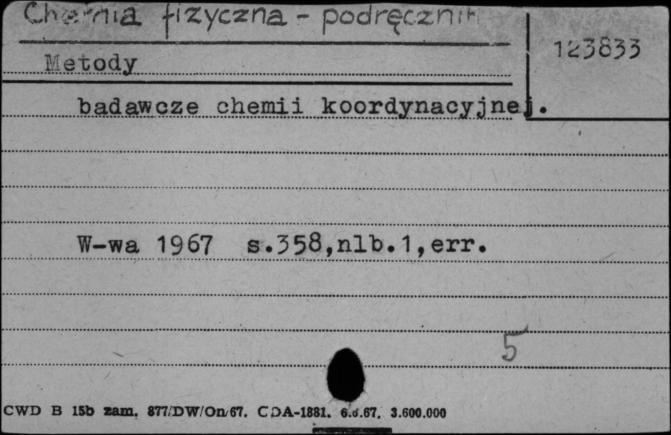 Chemia fizyczna - podręcznik
123833
Metody
badawcze chemii koordynacyjnej.
W-wa 1967 s.358,nlb.1,err.
5
CWD B 15b zam. 877/DW/On/67. CDA-1881. 6.6.67. 3.600.000